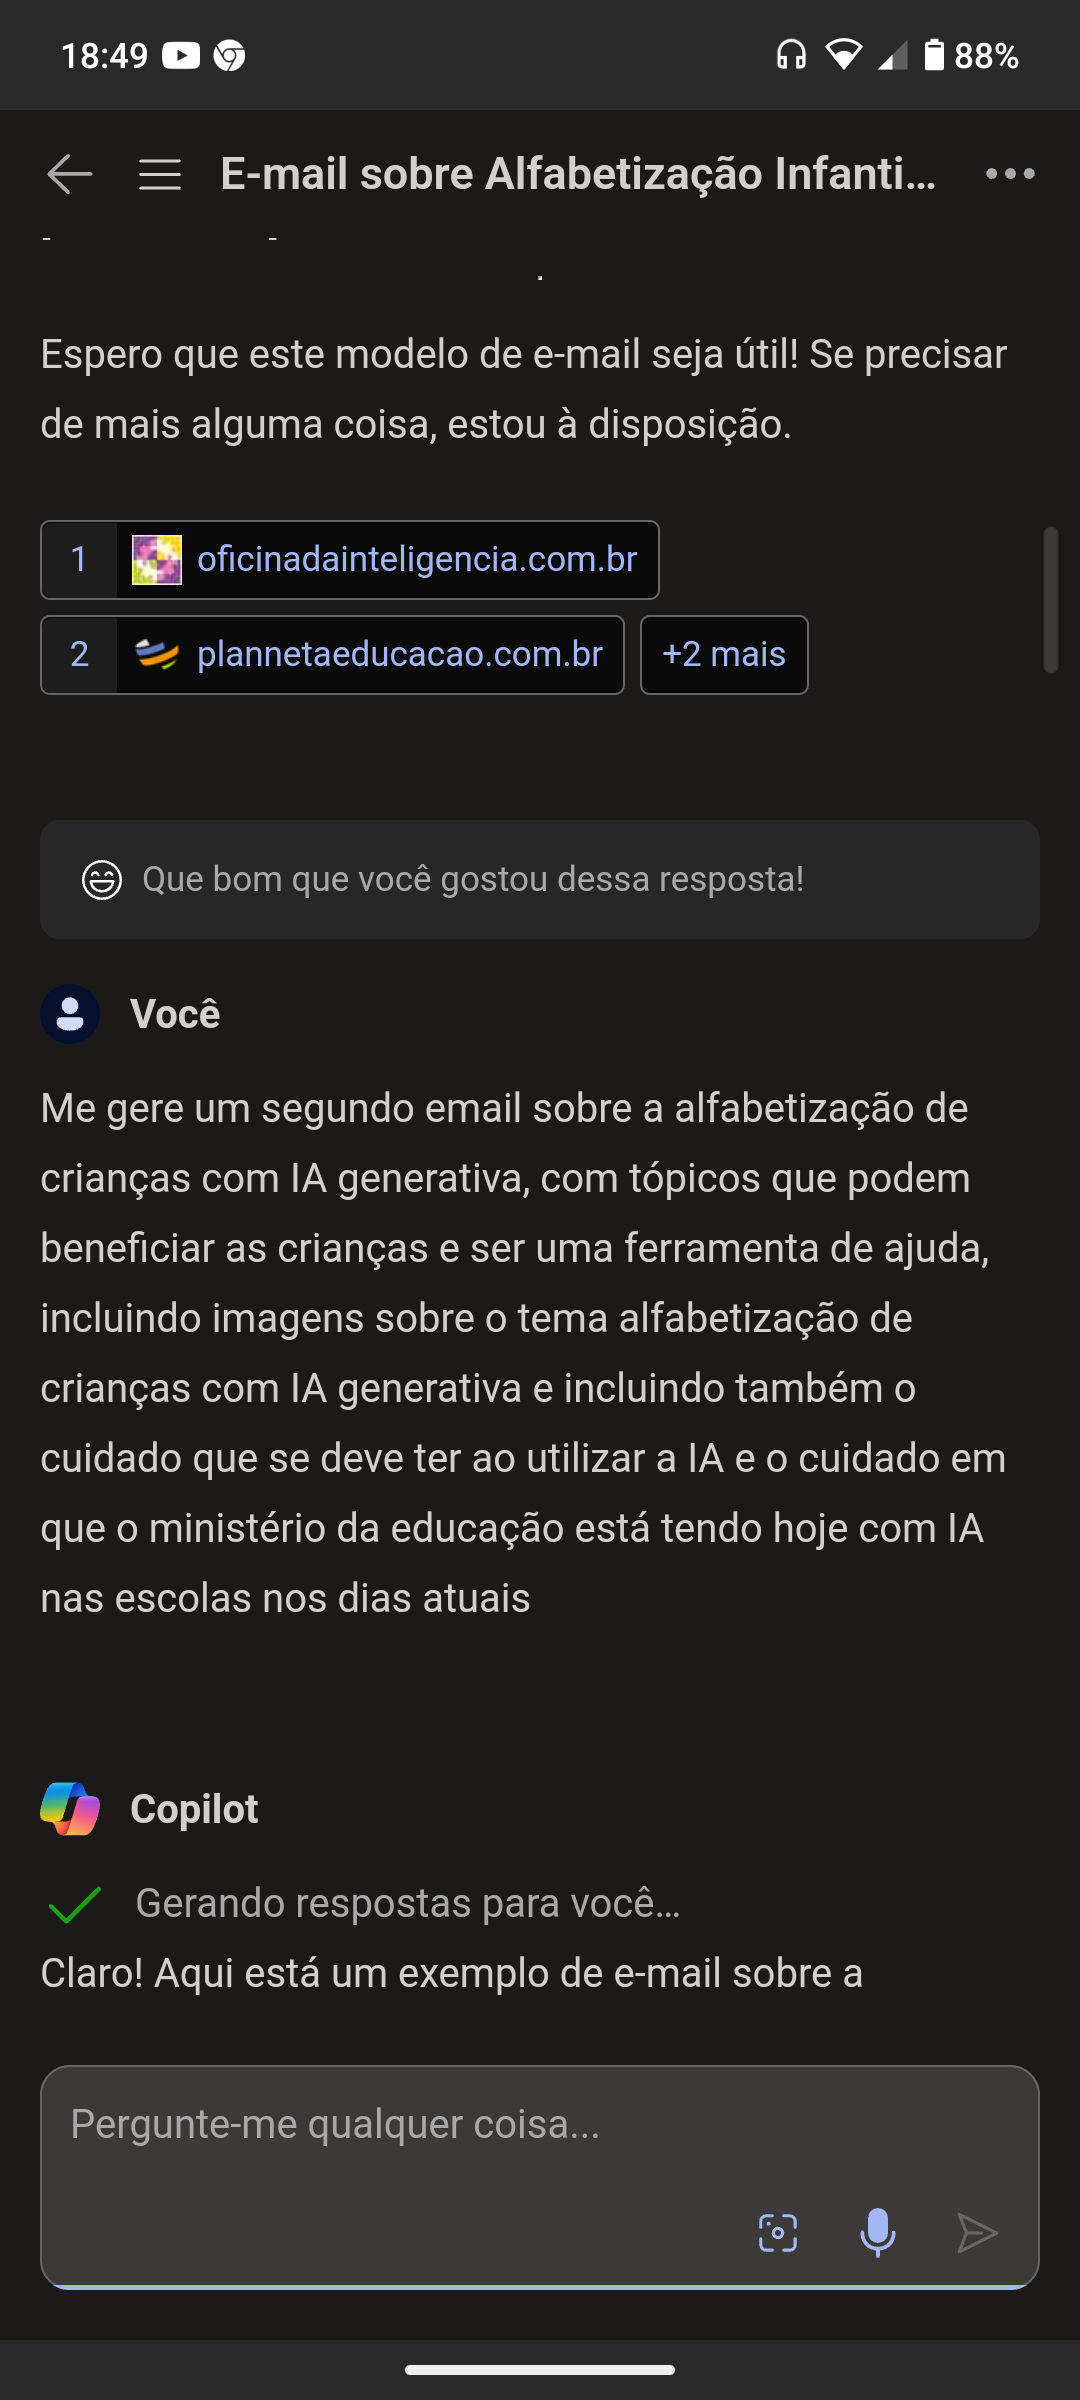 18:49
88%
E-mail sobre Alfabetização Infanti...
Espero que este modelo de e-mail seja útil! Se precisar
de mais alguma coisa, estou à disposição.
1 oficinadainteligencia.com.br
2 plannetaeducacao.com.br +2 mais
Que bom que você gostou dessa resposta!
Você
Me gere um segundo email sobre a alfabetização de
crianças com IA generativa, com tópicos que podem
beneficiar as crianças e ser uma ferramenta de ajuda,
incluindo imagens sobre o tema alfabetização de
crianças com IA generativa e incluindo também o
cuidado que se deve ter ao utilizar a IA e o cuidado em
que o ministério da educação está tendo hoje com IA
nas escolas nos dias atuais
Copilot
Gerando respostas para você...
Claro! Aqui está um exemplo de e-mail sobre a
Pergunte-me qualquer coisa...